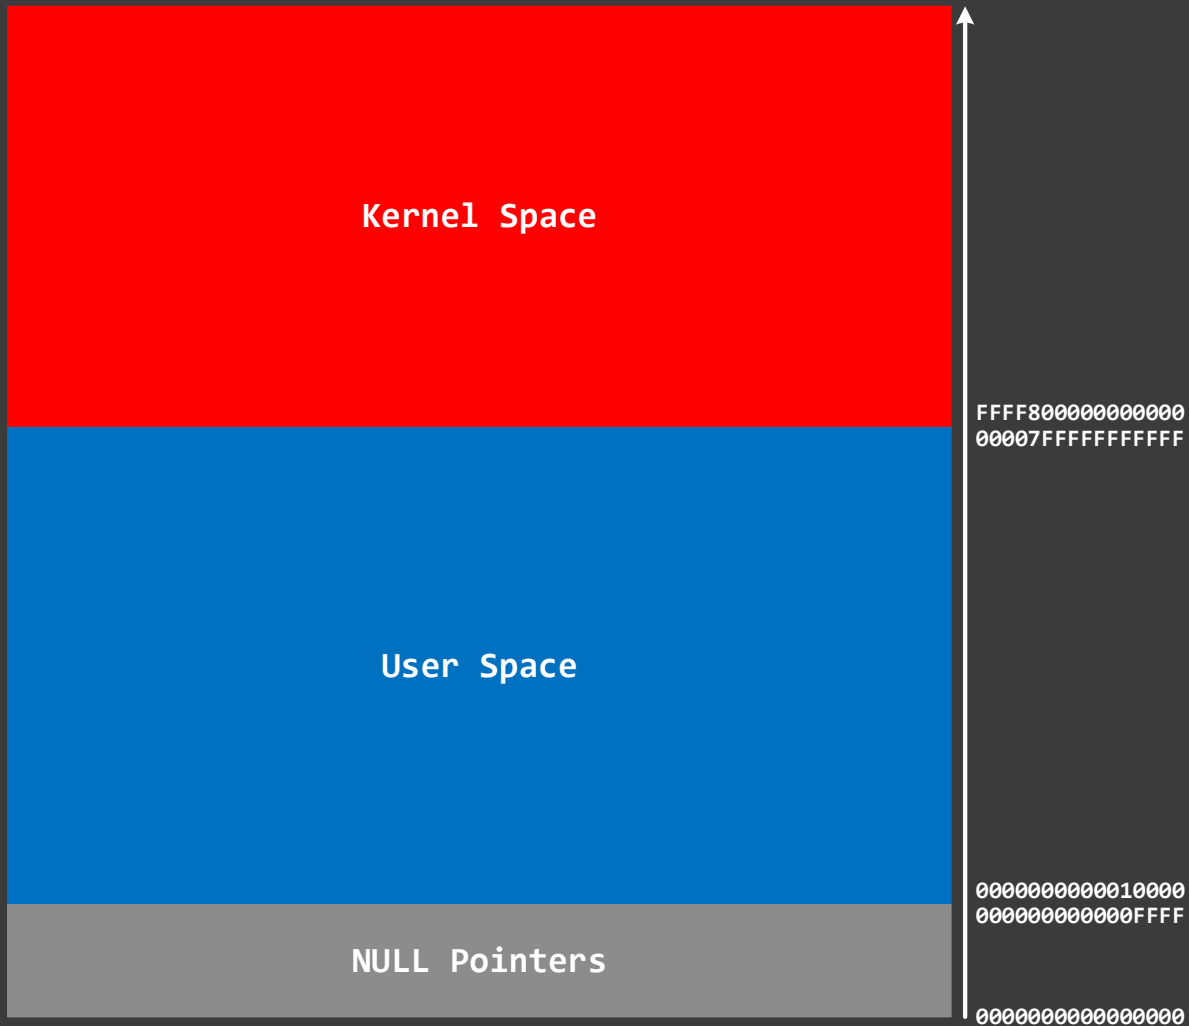 Kernel Space
FFFF800000000000
00007FFFFFFFFFFF
User Space
0000000000010000
000000000000FFFF
NULL Pointers
0000000000000000